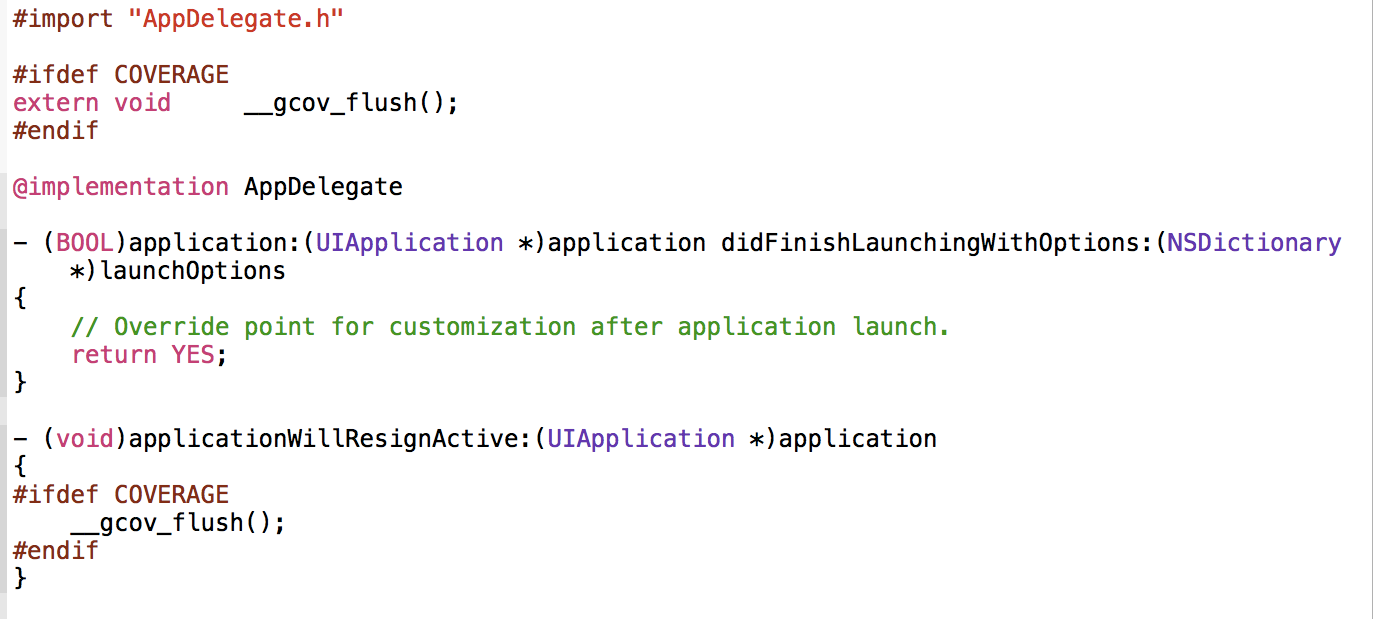 #import "AppDelegate.h"
#ifdef COVERAGE
extern void     __gcov_flush();
#endif
@implementation AppDelegate
- (BOOL)application:(UIApplication *)application didFinishLaunchingWithOptions:(NSDictionary
    *)launchOptions
{
    // Override point for customization after application launch.
    return YES;
}
- (void)applicationWillResignActive:(UIApplication *)application
{
#ifdef COVERAGE
    __gcov_flush();
#endif
}